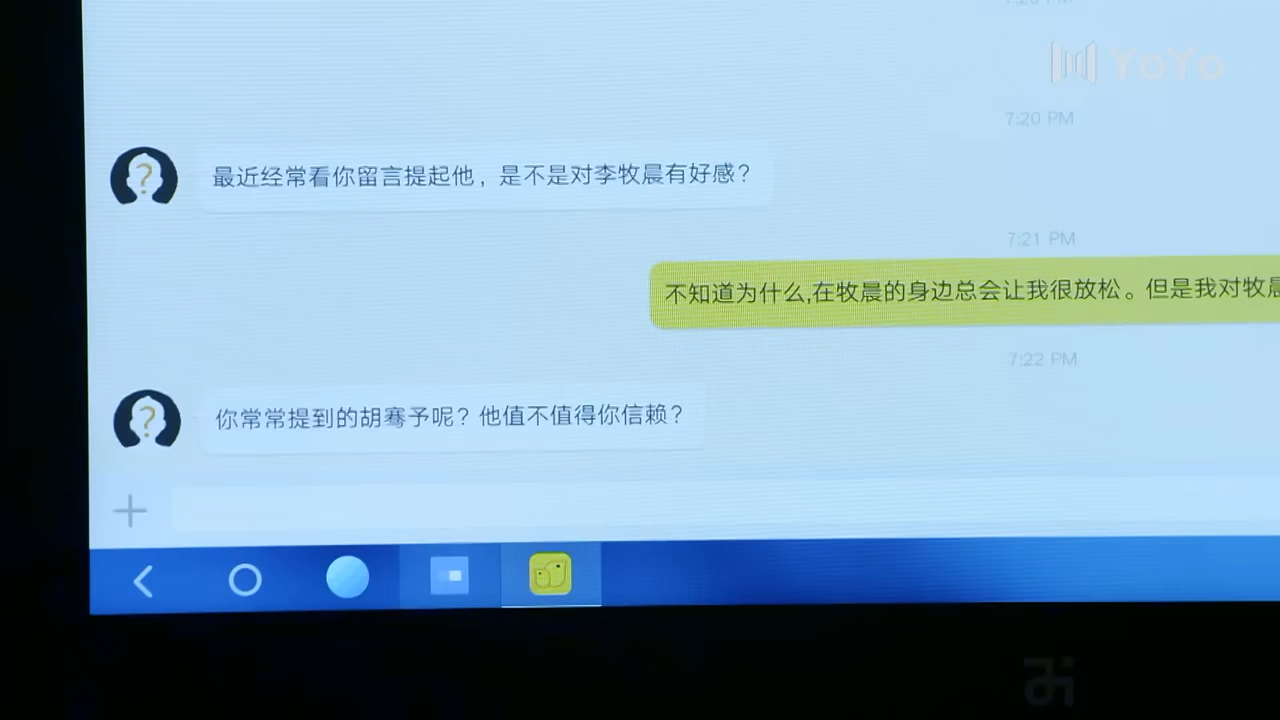 YoYo
7:20 PM
最近经常看你留言提起他，是不是对李牧晨有好感？
7:21 PM
不知道为什么,在牧晨的身边总会让我很放松。但是我对牧晨
7:22 PM
你常常提到的胡骞予呢？他值不值得你信赖？